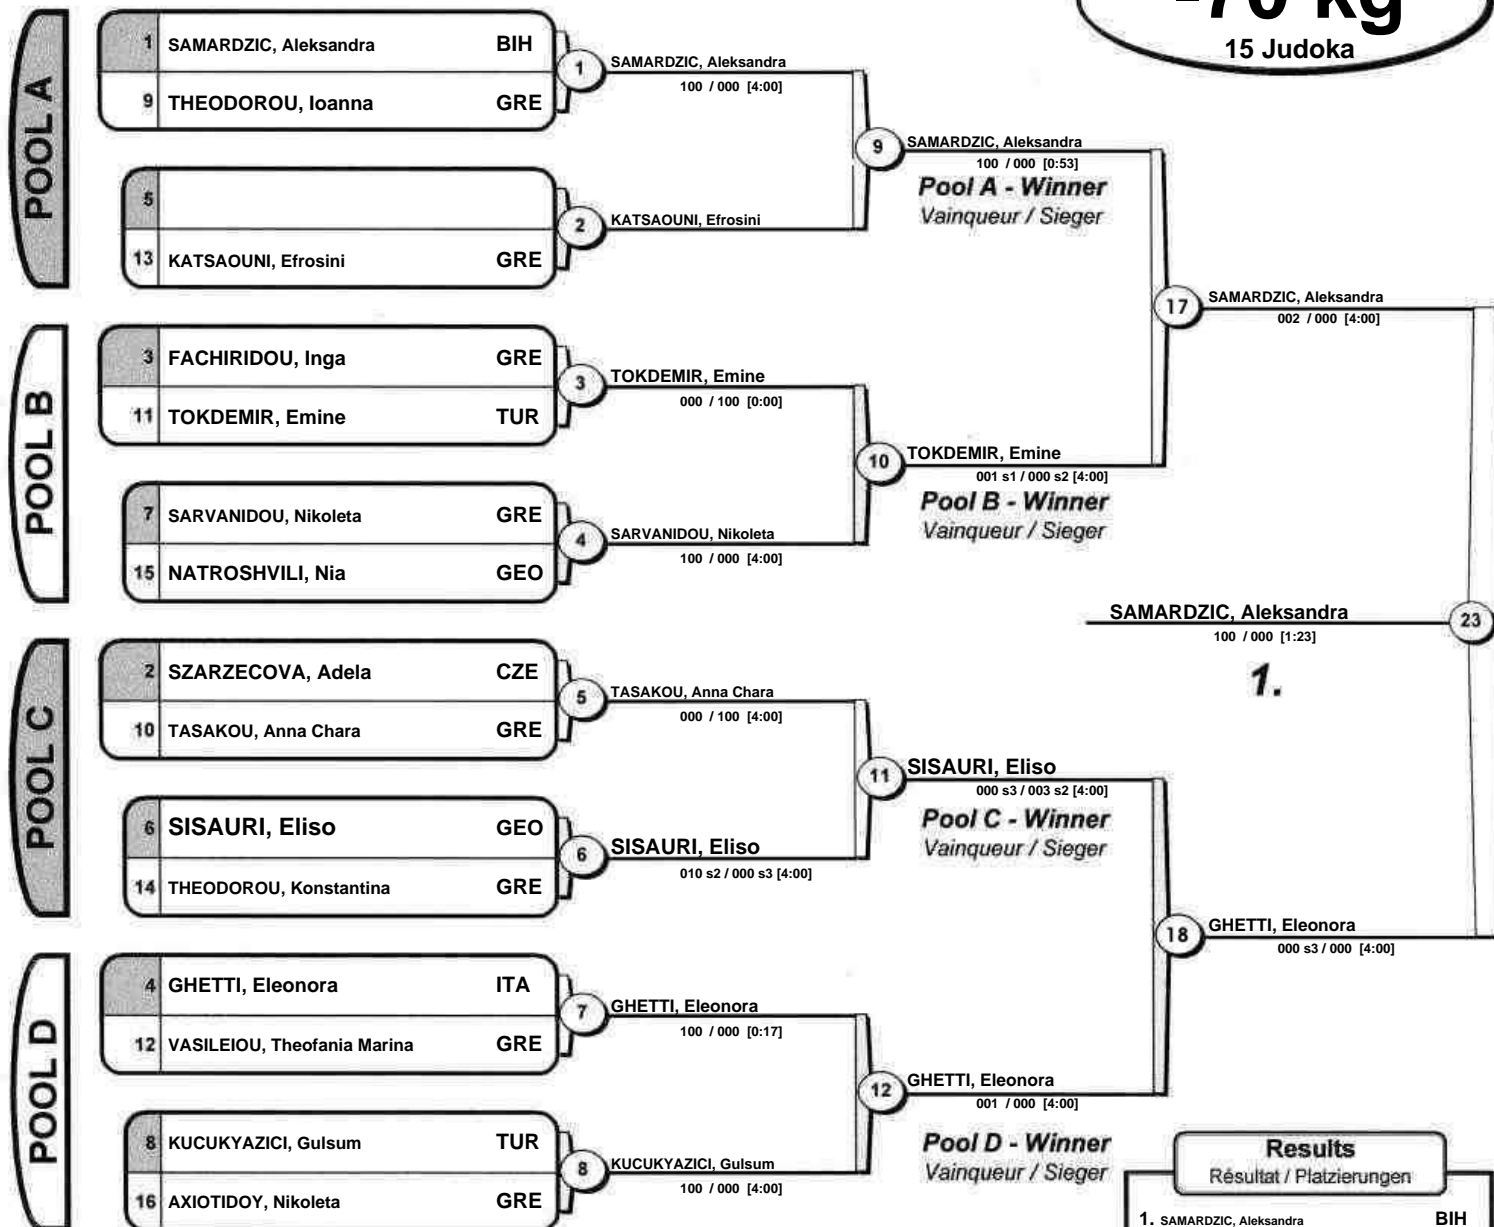 -70 kg
15 Judoka
POOL A
1 SAMARDZIC, Aleksandra BIH
9 THEODOROU, Ioanna GRE
1
SAMARDZIC, Aleksandra
100 / 000 [4:00]
5
13 KATSAOUNI, Efrosini GRE
2
KATSAOUNI, Efrosini
9
SAMARDZIC, Aleksandra
100 / 000 [0:53]
Pool A - Winner
Vainqueur / Sieger
POOL B
3 FACHIRIDOU, Inga GRE
11 TOKDEMIR, Emine TUR
3
TOKDEMIR, Emine
000 / 100 [0:00]
7 SARVANIDOU, Nikoleta GRE
15 NATROSHVILI, Nia GEO
4
SARVANIDOU, Nikoleta
100 / 000 [4:00]
10
TOKDEMIR, Emine
001 s1 / 000 s2 [4:00]
Pool B - Winner
Vainqueur / Sieger
17
SAMARDZIC, Aleksandra
002 / 000 [4:00]
SAMARDZIC, Aleksandra
100 / 000 [1:23]
1.
23
POOL C
2 SZARZECOVA, Adela CZE
10 TASAKOU, Anna Chara GRE
5
TASAKOU, Anna Chara
000 / 100 [4:00]
6 SISAURI, Eliso GEO
14 THEODOROU, Konstantina GRE
6
SISAURI, Eliso
010 s2 / 000 s3 [4:00]
11
SISAURI, Eliso
000 s3 / 003 s2 [4:00]
Pool C - Winner
Vainqueur / Sieger
POOL D
4 GHETTI, Eleonora ITA
12 VASILEIOU, Theofania Marina GRE
7
GHETTI, Eleonora
100 / 000 [0:17]
8 KUCUKYAZICI, Gulsum TUR
16 AXIOTIDOY, Nikoleta GRE
8
KUCUKYAZICI, Gulsum
100 / 000 [4:00]
12
GHETTI, Eleonora
001 / 000 [4:00]
Pool D - Winner
Vainqueur / Sieger
18
GHETTI, Eleonora
000 s3 / 000 [4:00]
Results
Résultat / Platzierungen
1. SAMARDZIC, Aleksandra BIH